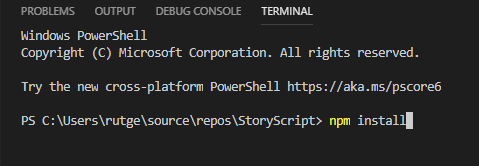 PROBLEMS OUTPUT DEBUG CONSOLE TERMINAL
Windows PowerShell
Copyright (C) Microsoft Corporation. All rights reserved.
Try the new cross-platform PowerShell https://aka.ms/pscore6
PS C:\Users\rutge\source\repos\StoryScript> npm install